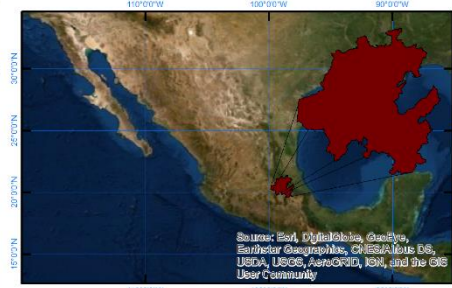 110°0'0"W 100°0'0"W 90°0'0"W
30°0'0"N
25°0'0"N
20°0'0"N
15°0'0"N
Source: Esri, DigitalGlobe, GeoEye,
Earthstar Geographics, CNES/Airbus DS,
USDA, USGS, AeroGRID, IGN, and the GIS
User Community